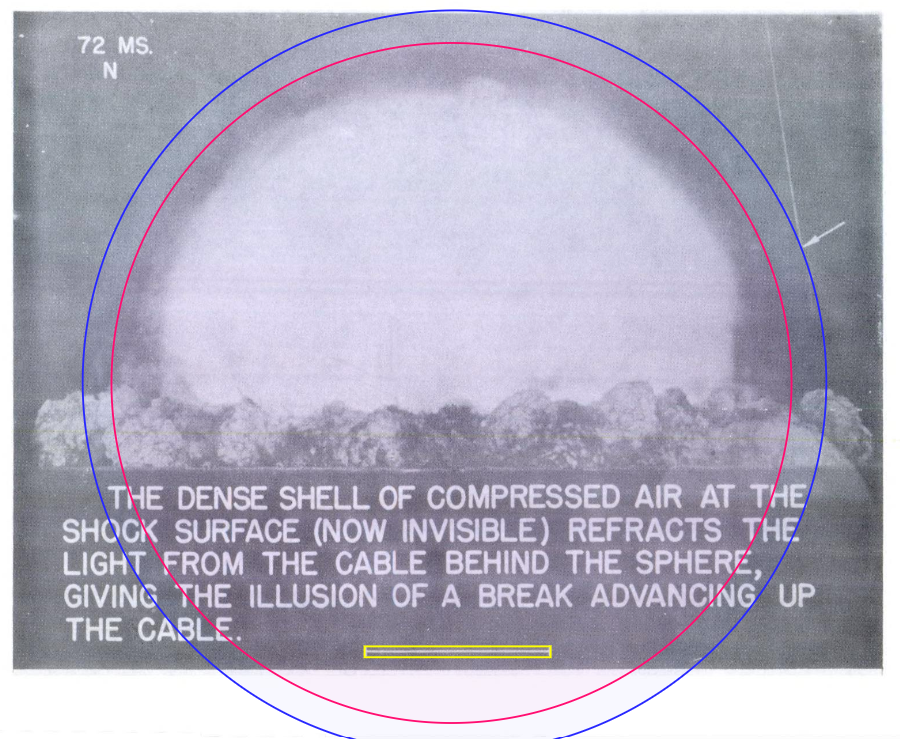 72 MS.
N
THE DENSE SHELL OF COMPRESSED AIR AT THE
SHOCK SURFACE (NOW INVISIBLE) REFRACTS THE
LIGHT FROM THE CABLE BEHIND THE SPHERE,
GIVING THE ILLUSION OF A BREAK ADVANCING UP
THE CABLE.